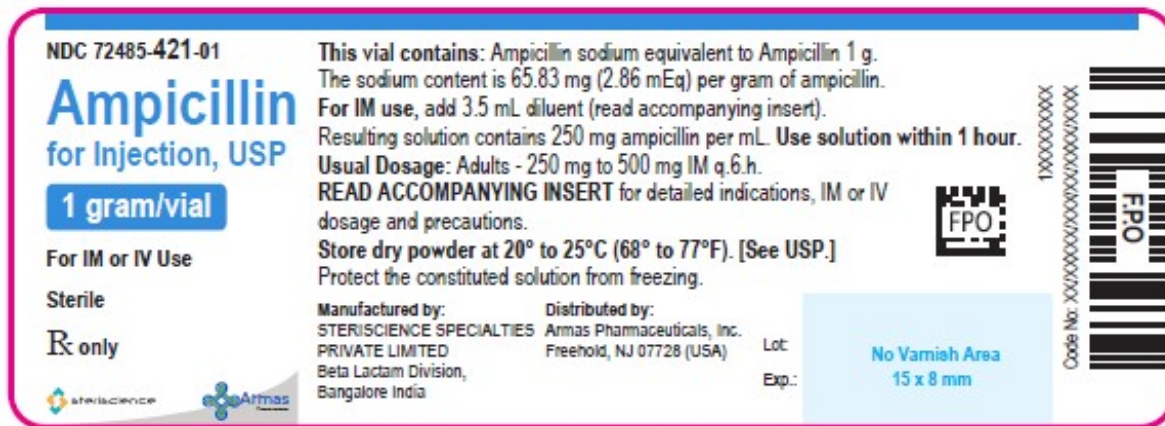 NDC 72485-421-01
Ampicillin
for Injection, USP
1 gram/vial
For IM or IV Use
Sterile
Rx only
steriscience
Armas
This vial contains: Ampicillin sodium equivalent to Ampicillin 1 g.
The sodium content is 65.83 mg (2.86 mEq) per gram of ampicillin.
For IM use, add 3.5 mL diluent (read accompanying insert).
Resulting solution contains 250 mg ampicillin per mL. Use solution within 1 hour.
Usual Dosage: Adults - 250 mg to 500 mg IM q.6.h.
READ ACCOMPANYING INSERT for detailed indications, IM or IV
dosage and precautions.
Store dry powder at 20° to 25°C (68° to 77°F). [See USP.]
Protect the constituted solution from freezing.
Manufactured by:
STERISCIENCE SPECIALTIES
PRIVATE LIMITED
Beta Lactam Division,
Bangalore India
Distributed by:
Armas Pharmaceuticals, Inc.
Freehold, NJ 07728 (USA)
Lot:
Exp.:
No Varnish Area
15 x 8 mm
FPO
1XXXXXXX
Code No:
F.P.O